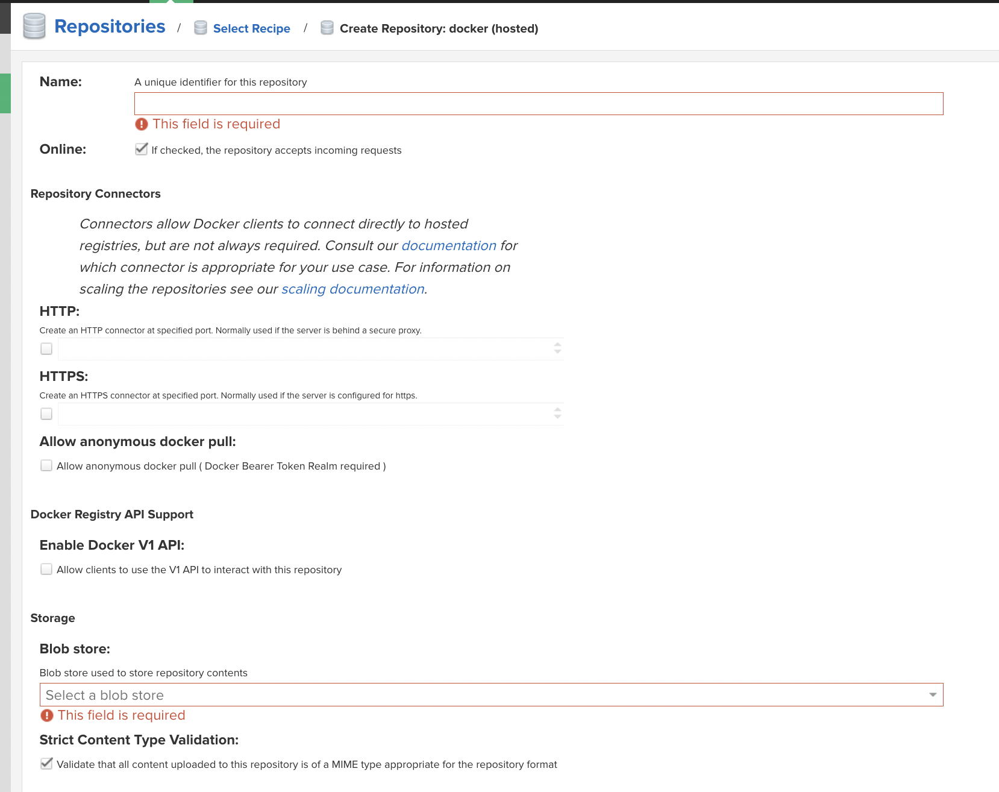 Repositories / Select Recipe / Create Repository: docker (hosted)
Name: A unique identifier for this repository
This field is required
Online: If checked, the repository accepts incoming requests
Repository Connectors
Connectors allow Docker clients to connect directly to hosted
registries, but are not always required. Consult our documentation for
which connector is appropriate for your use case. For information on
scaling the repositories see our scaling documentation.
HTTP:
Create an HTTP connector at specified port. Normally used if the server is behind a secure proxy.
HTTPS:
Create an HTTPS connector at specified port. Normally used if the server is configured for https.
Allow anonymous docker pull:
Allow anonymous docker pull ( Docker Bearer Token Realm required )
Docker Registry API Support
Enable Docker V1 API:
Allow clients to use the V1 API to interact with this repository
Storage
Blob store:
Blob store used to store repository contents
Select a blob store
This field is required
Strict Content Type Validation:
Validate that all content uploaded to this repository is of a MIME type appropriate for the repository format